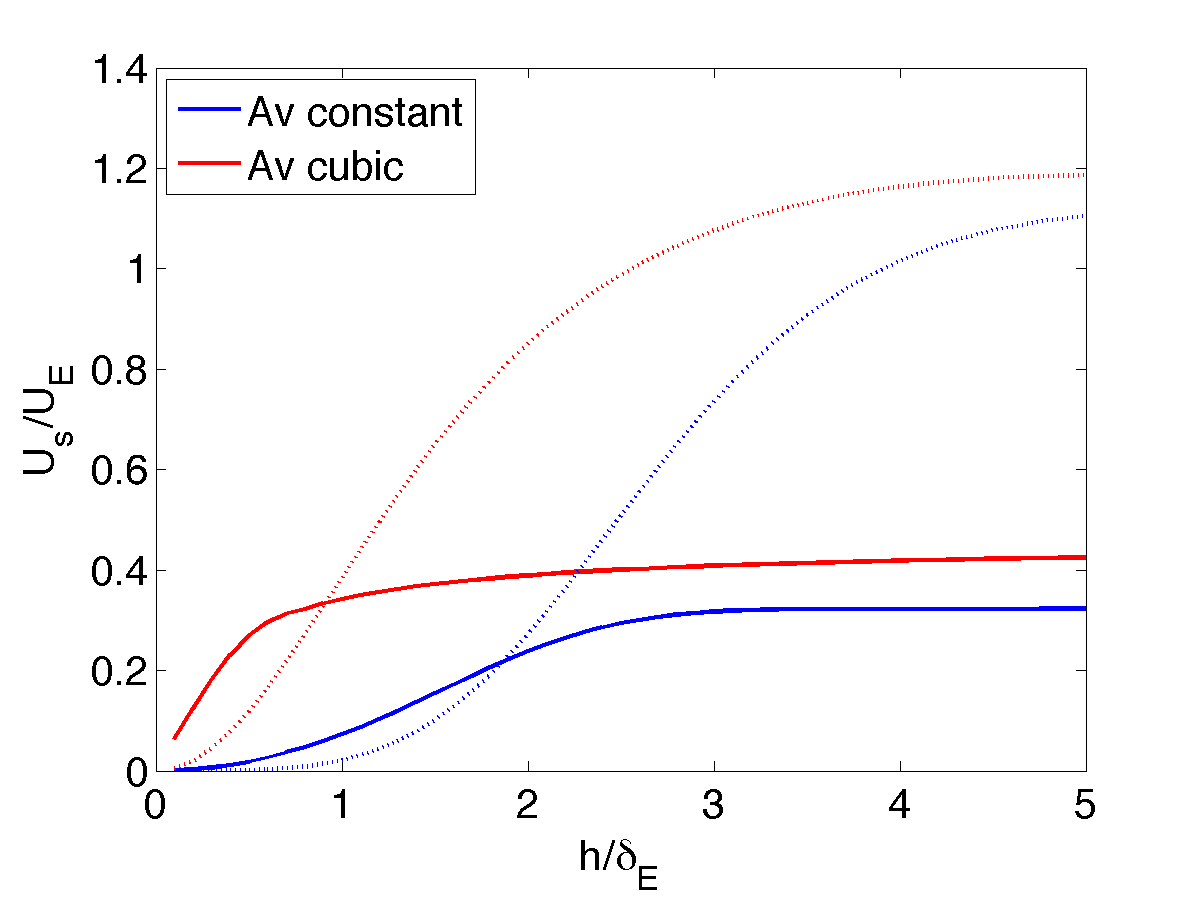 1.4
1.2
1
0.8
0.6
0.4
0.2
0
Av constant
Av cubic
U_s/U_E
0 1 2 3 4 5
h/δ_E